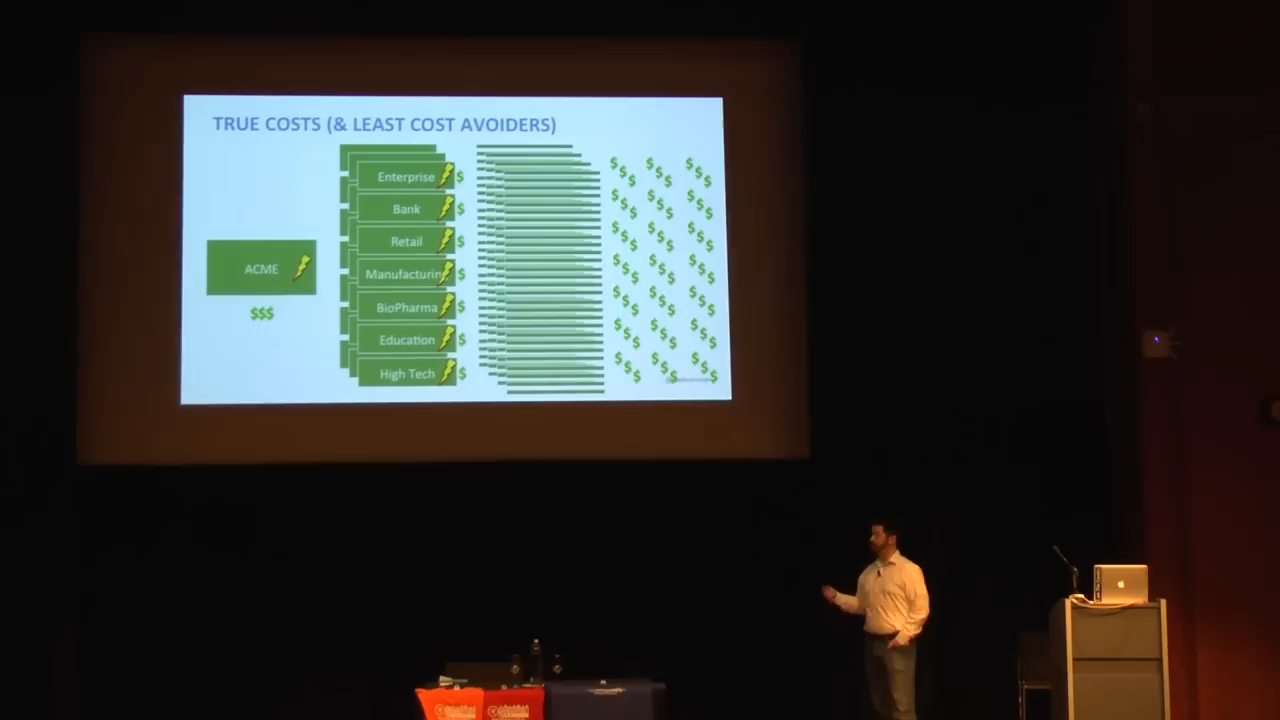 TRUE COSTS (& LEAST COST AVOIDERS)
ACME
$$$
Enterprise $
Bank $
Retail $
Manufacturin $
BioPharma $
Education $
High Tech $